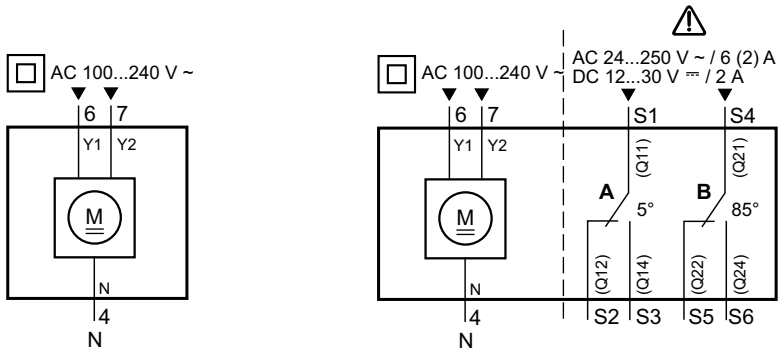 AC 100...240 V ~
6 7
Y1 Y2
M
N
4
N
AC 100...240 V ~
6 7
Y1 Y2
M
N
4
N
AC 24...250 V ~ / 6 (2) A
DC 12...30 V ⎓ / 2 A
S1 S4
(Q11) (Q21)
A B
5° 85°
(Q12) (Q14) (Q22) (Q24)
S2 S3 S5 S6